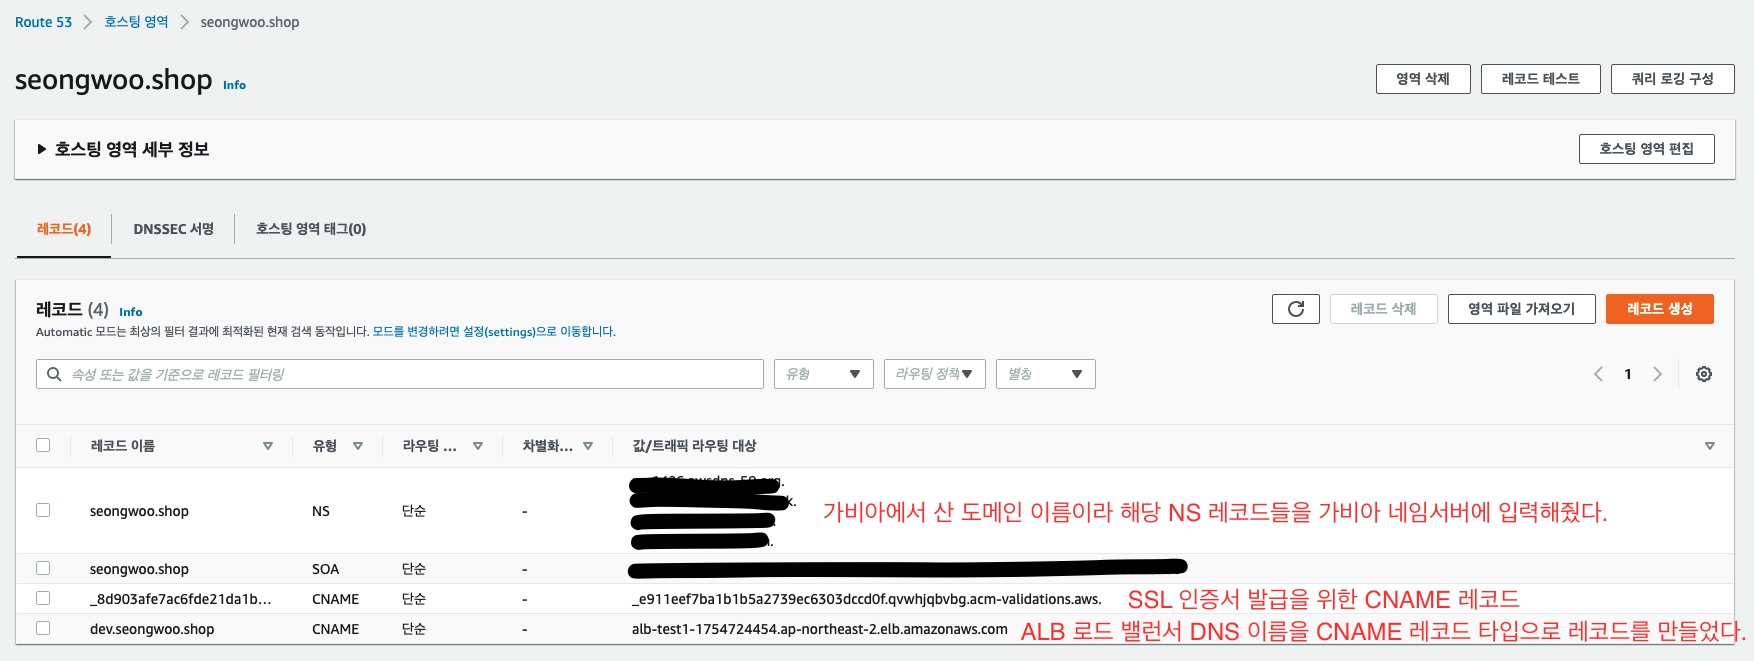 Route 53 > 호스팅 영역 > seongwoo.shop
seongwoo.shop Info
영역 삭제 레코드 테스트 쿼리 로깅 구성
호스팅 영역 세부 정보 호스팅 영역 편집
레코드(4) DNSSEC 서명 호스팅 영역 태그(0)
레코드 (4) Info
레코드 삭제 영역 파일 가져오기 레코드 생성
Automatic 모드는 최상의 필터 결과에 최적화된 현재 검색 동작입니다. 모드를 변경하려면 설정(settings)으로 이동합니다.
속성 또는 값을 기준으로 레코드 필터링 유형 라우팅 정책 별칭 1
레코드 이름 유형 라우팅 ... 차별화... 값/트래픽 라우팅 대상
seongwoo.shop NS 단순 - 가비아에서 산 도메인 이름이라 해당 NS 레코드들을 가비아 네임서버에 입력해줬다.
seongwoo.shop SOA 단순 -
_8d903afe7ac6fde21da1b... CNAME 단순 - _e911eef7ba1b1b5a2739ec6303dccd0f.qvwhjqbvbg.acm-validations.aws. SSL 인증서 발급을 위한 CNAME 레코드
dev.seongwoo.shop CNAME 단순 - alb-test1-1754724454.ap-northeast-2.elb.amazonaws.com ALB 로드 밸런서 DNS 이름을 CNAME 레코드 타입으로 레코드를 만들었다.